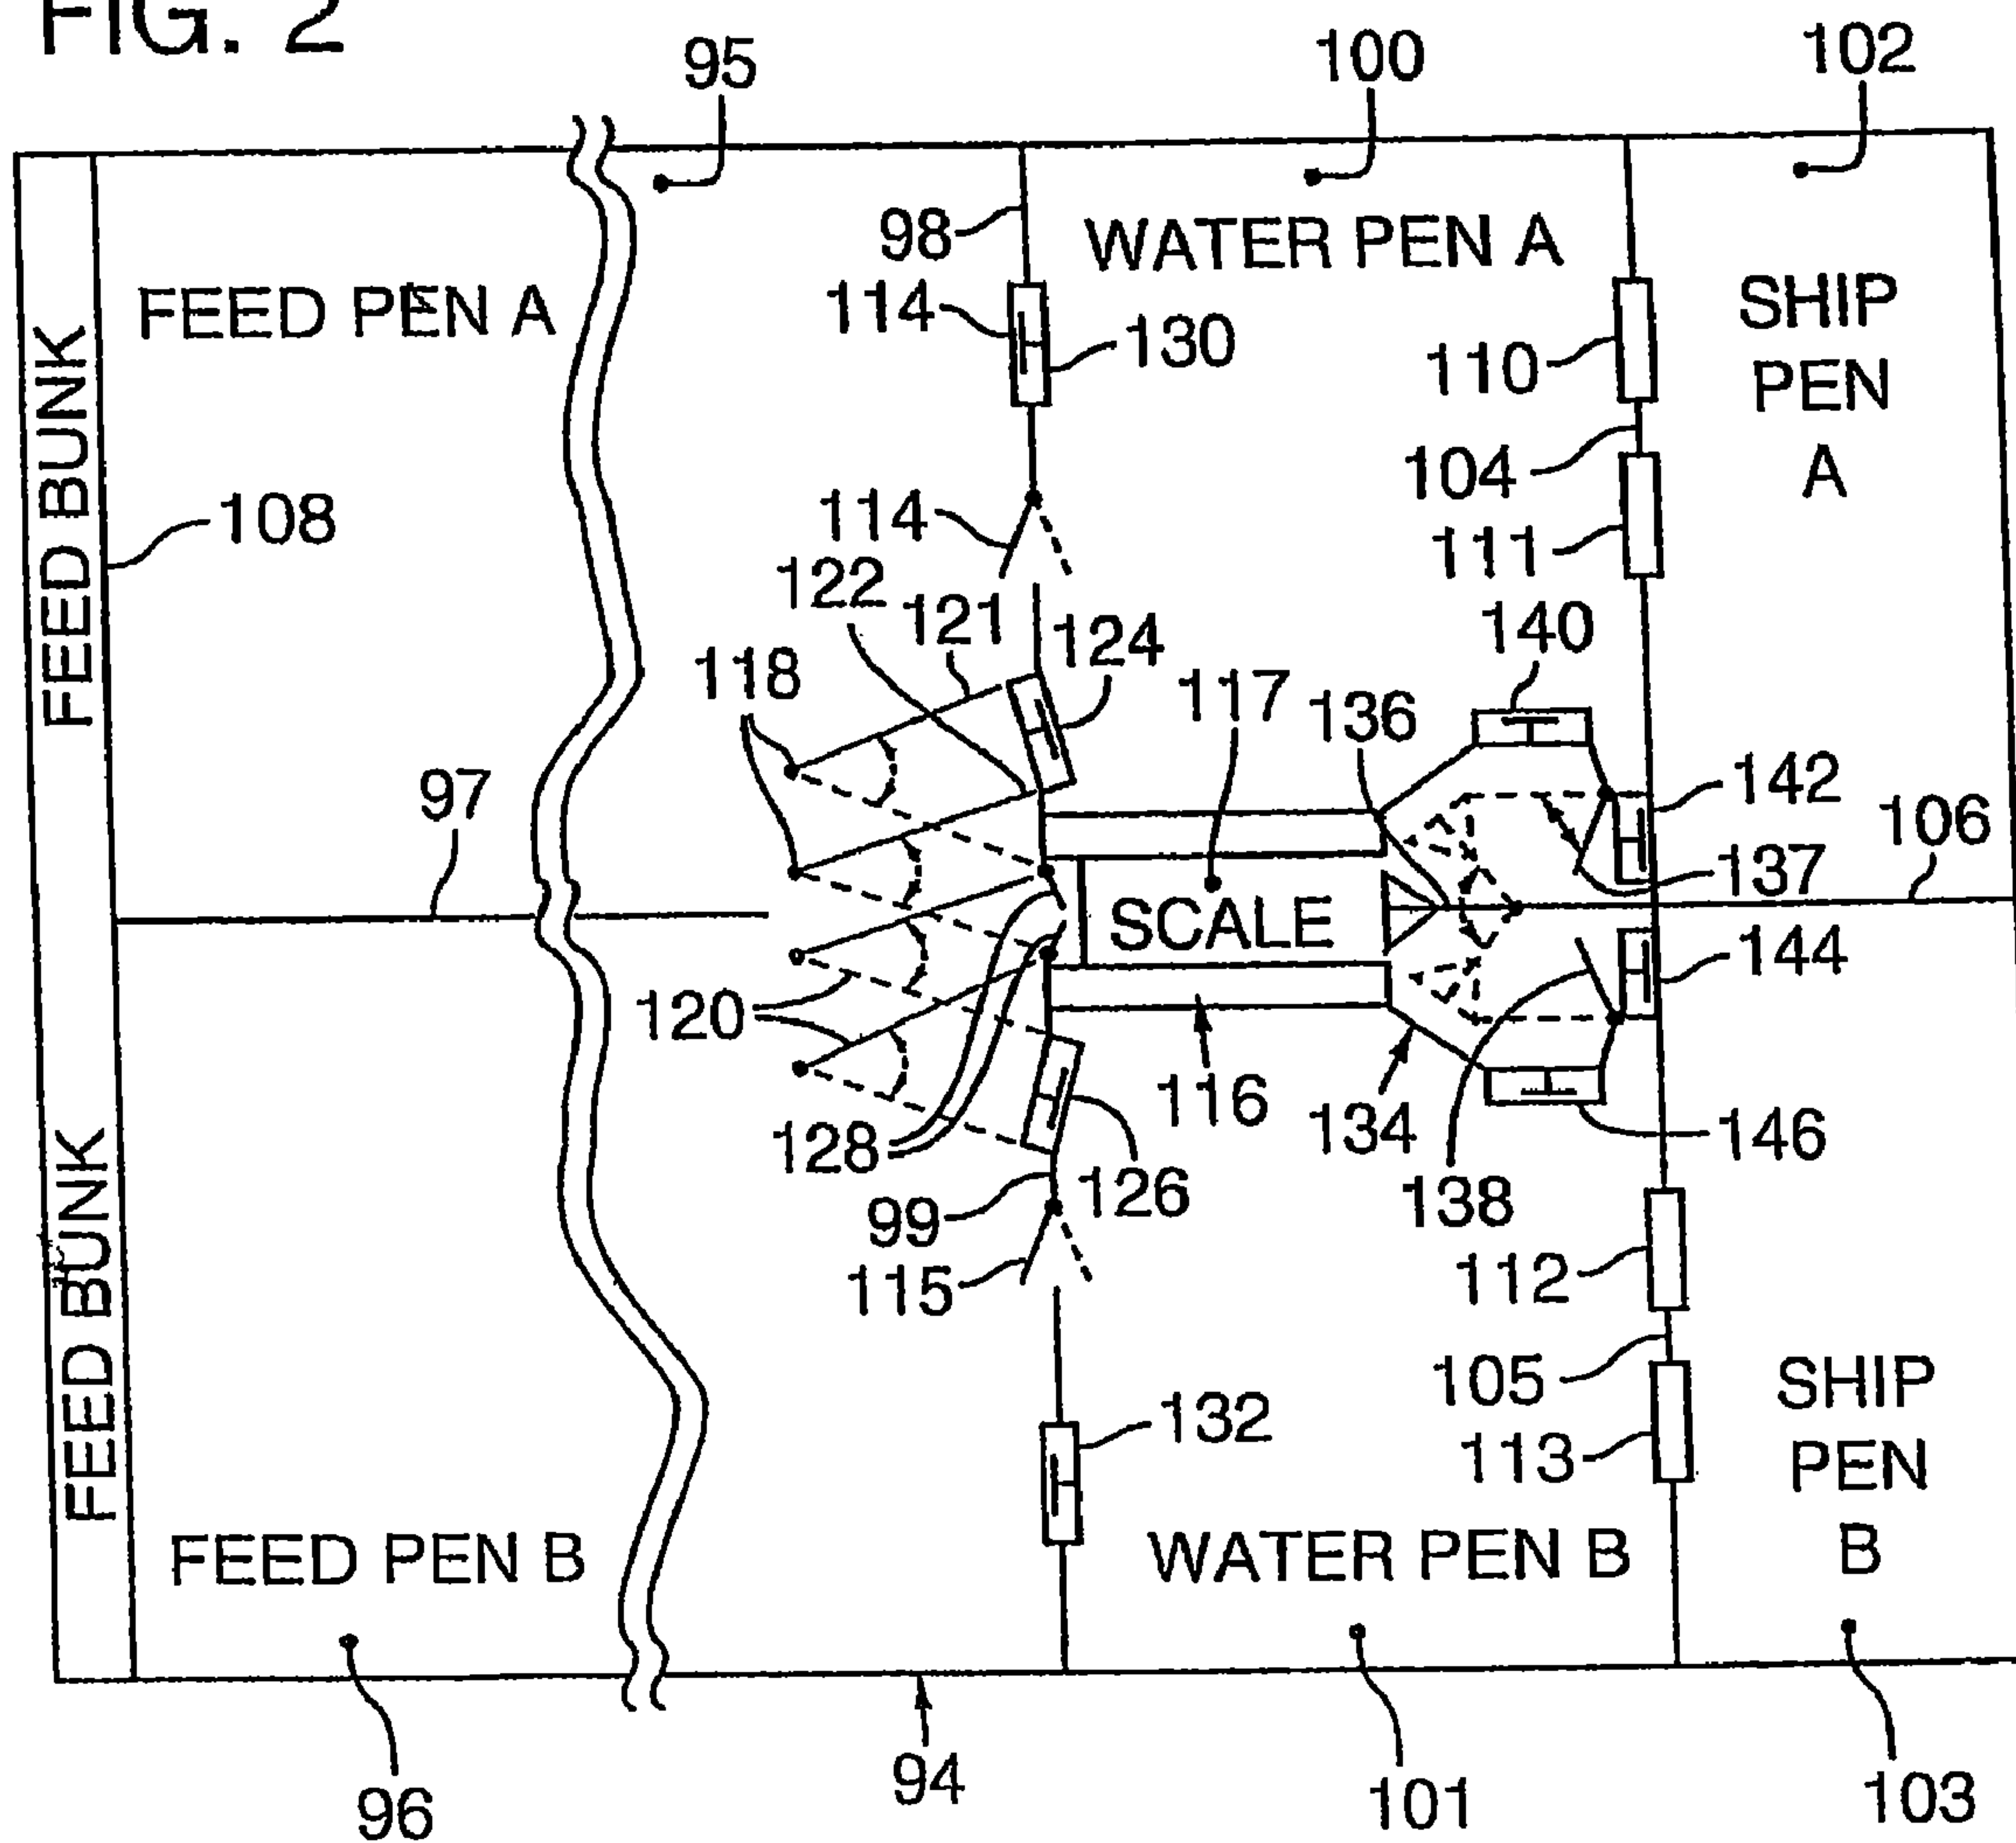 FIG. 2
95
100
102
98
WATER PEN A
FEED PEN A
114
130
SHIP
PEN
A
110
104
FEED BUNK
108
114
111
122
121
140
124
118
117
136
97
142
106
137
SCALE
144
120
116
134
146
128
126
138
99
115
112
FEED BUNK
105
SHIP
PEN
B
132
113
FEED PEN B
WATER PEN B
94
96
101
103